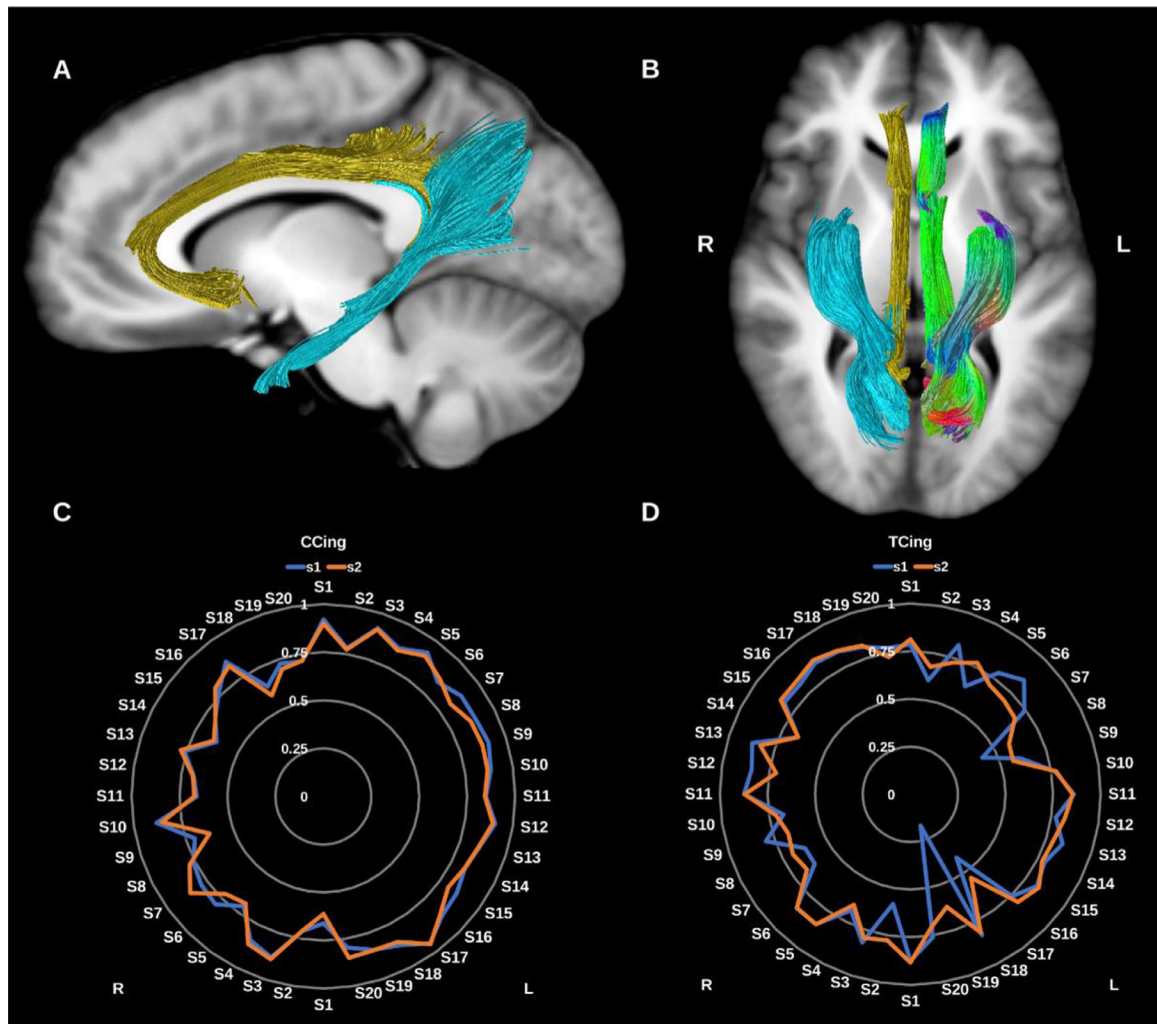 A
B
R
L
C
D
CCing
s1 s2
S1
S2
S3
S4
S5
S6
S7
S8
S9
S10
S11
S12
S13
S14
S15
S16
S17
S18
S19
S20
S1
S2
S3
S4
S5
S6
S7
S8
S9
S10
S11
S12
S13
S14
S15
S16
S17
S18
S19
S20
1
0.75
0.5
0.25
0
R
L
TCing
s1 s2
S1
S2
S3
S4
S5
S6
S7
S8
S9
S10
S11
S12
S13
S14
S15
S16
S17
S18
S19
S20
S1
S2
S3
S4
S5
S6
S7
S8
S9
S10
S11
S12
S13
S14
S15
S16
S17
S18
S19
S20
1
0.75
0.5
0.25
0
R
L